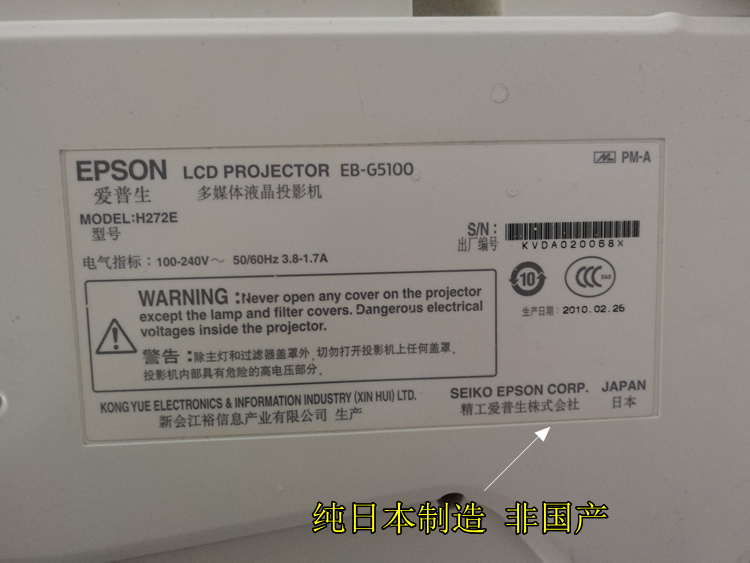 EPSON LCD PROJECTOR EB-G5100
爱普生 多媒体液晶投影机
PM-A
MODEL:H272E
型号
S/N:
出厂编号
KVDA020068X
电气指标: 100-240V～ 50/60Hz 3.8-1.7A
10
CCC S&E
生产日期: 2010.02.26
WARNING :Never open any cover on the projector
except the lamp and filter covers. Dangerous electrical
voltages inside the projector.
警告:除主灯和过滤器盖罩外, 切勿打开投影机上任何盖罩.
投影机内部具有危险的高电压部分.
KONG YUE ELECTRONICS & INFORMATION INDUSTRY (XIN HUI) LTD.
新会江裕信息产业有限公司 生产
SEIKO EPSON CORP. JAPAN
精工爱普生株式会社 日本
纯日本制造 非国产